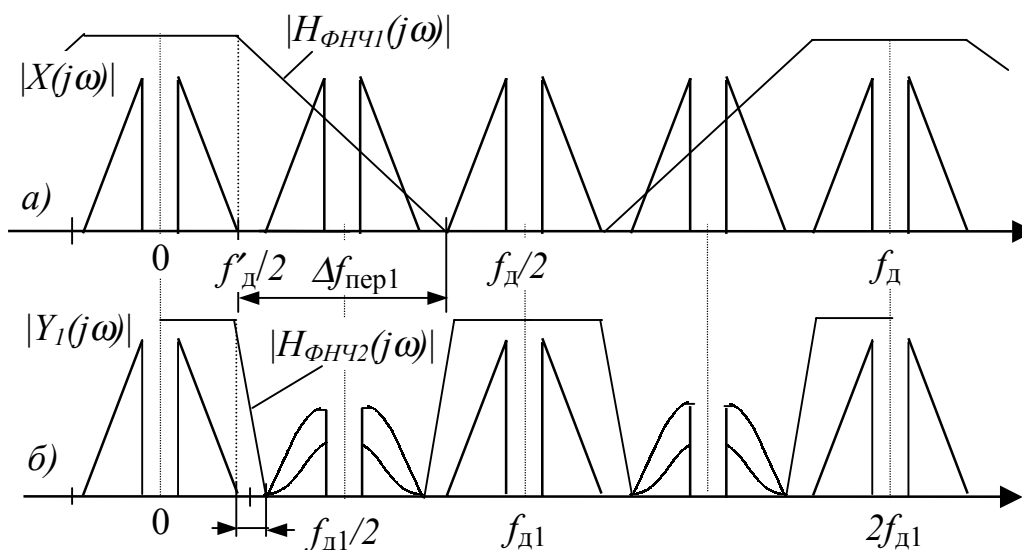 |H_ФНЧ1(jω)|
|X(jω)|
а)
0 f′_д/2 Δf_пер1 f_д/2 f_д
|Y_1(jω)| |H_ФНЧ2(jω)|
б)
0 f_д1/2 f_д1 2f_д1